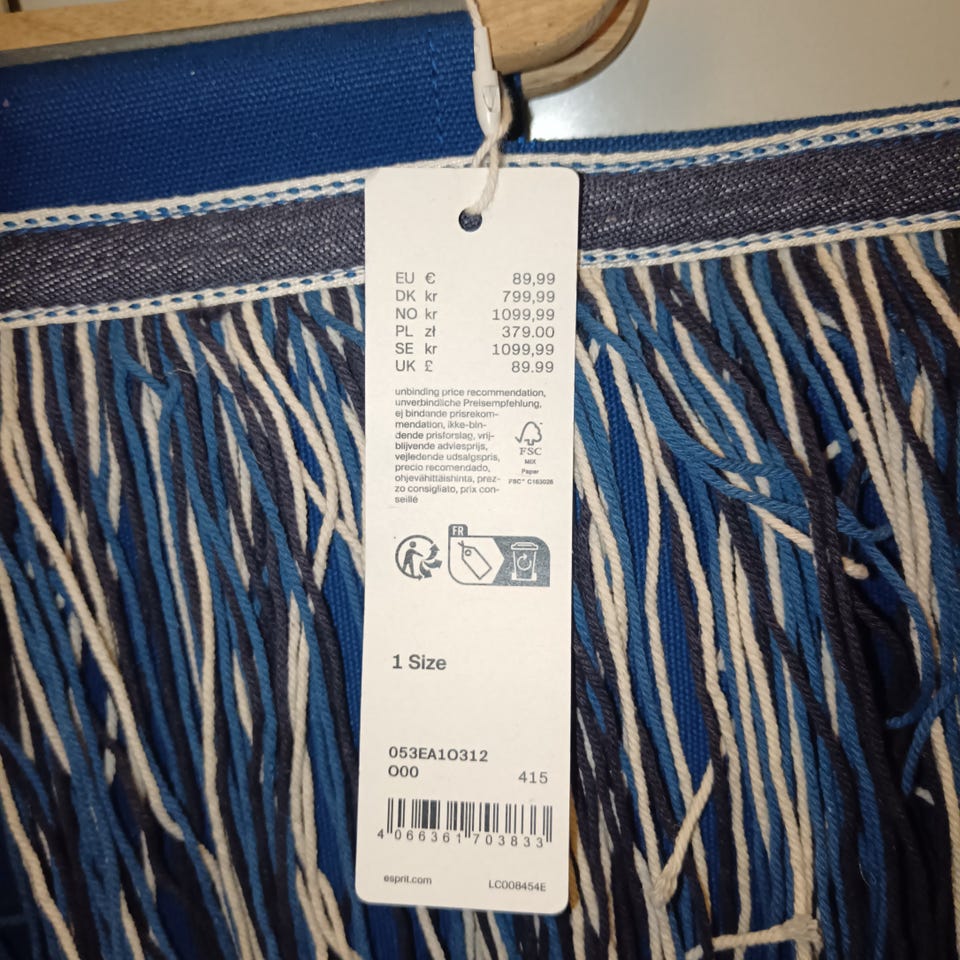 EU € 89,99
DK kr 799,99
NO kr 1099,99
PL zł 379.00
SE kr 1099,99
UK £ 89.99
unbinding price recommendation,
unverbindliche Preisempfehlung,
ej bindande prisrekom-
mendation, ikke-bin-
dende prisforslag, vrij-
blijvende adviesprijs,
vejledende udsalgspris,
precio recomendado,
ohjevähittäishinta, prez-
zo consigliato, prix con-
seillé
FSC
MIX
Paper
FSC® C163026
FR
1 Size
053EA1O312
O00 415
4 066361 703833
esprit.com LC008454E